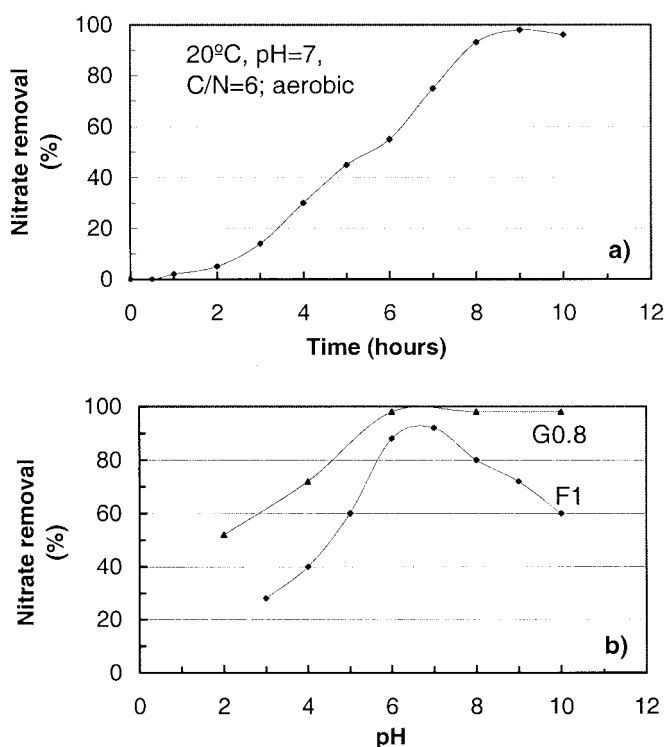 Nitrate removal
(%)
100
80
60
40
20
0
20ºC, pH=7,
C/N=6; aerobic
a)
0 2 4 6 8 10 12
Time (hours)
Nitrate removal
(%)
100
80
60
40
20
0
G0.8
F1
b)
0 2 4 6 8 10 12
pH